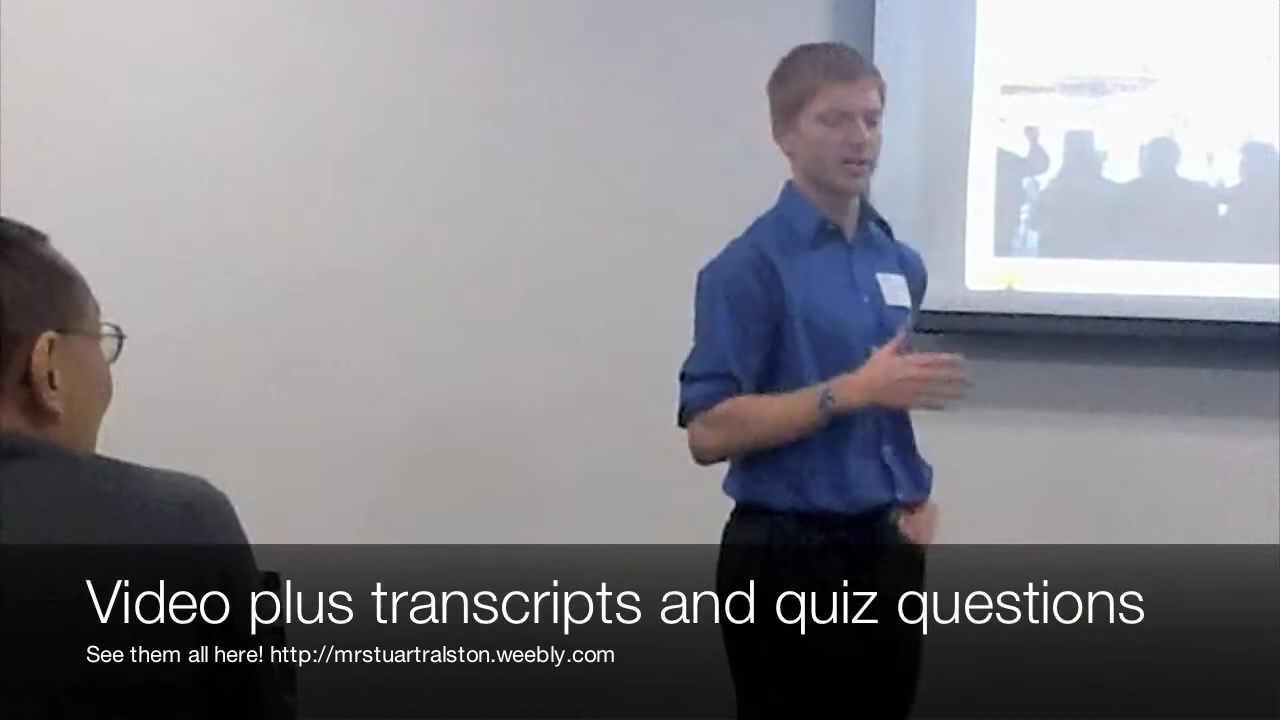 Video plus transcripts and quiz questions
See them all here! http://mrstuartralston.weebly.com